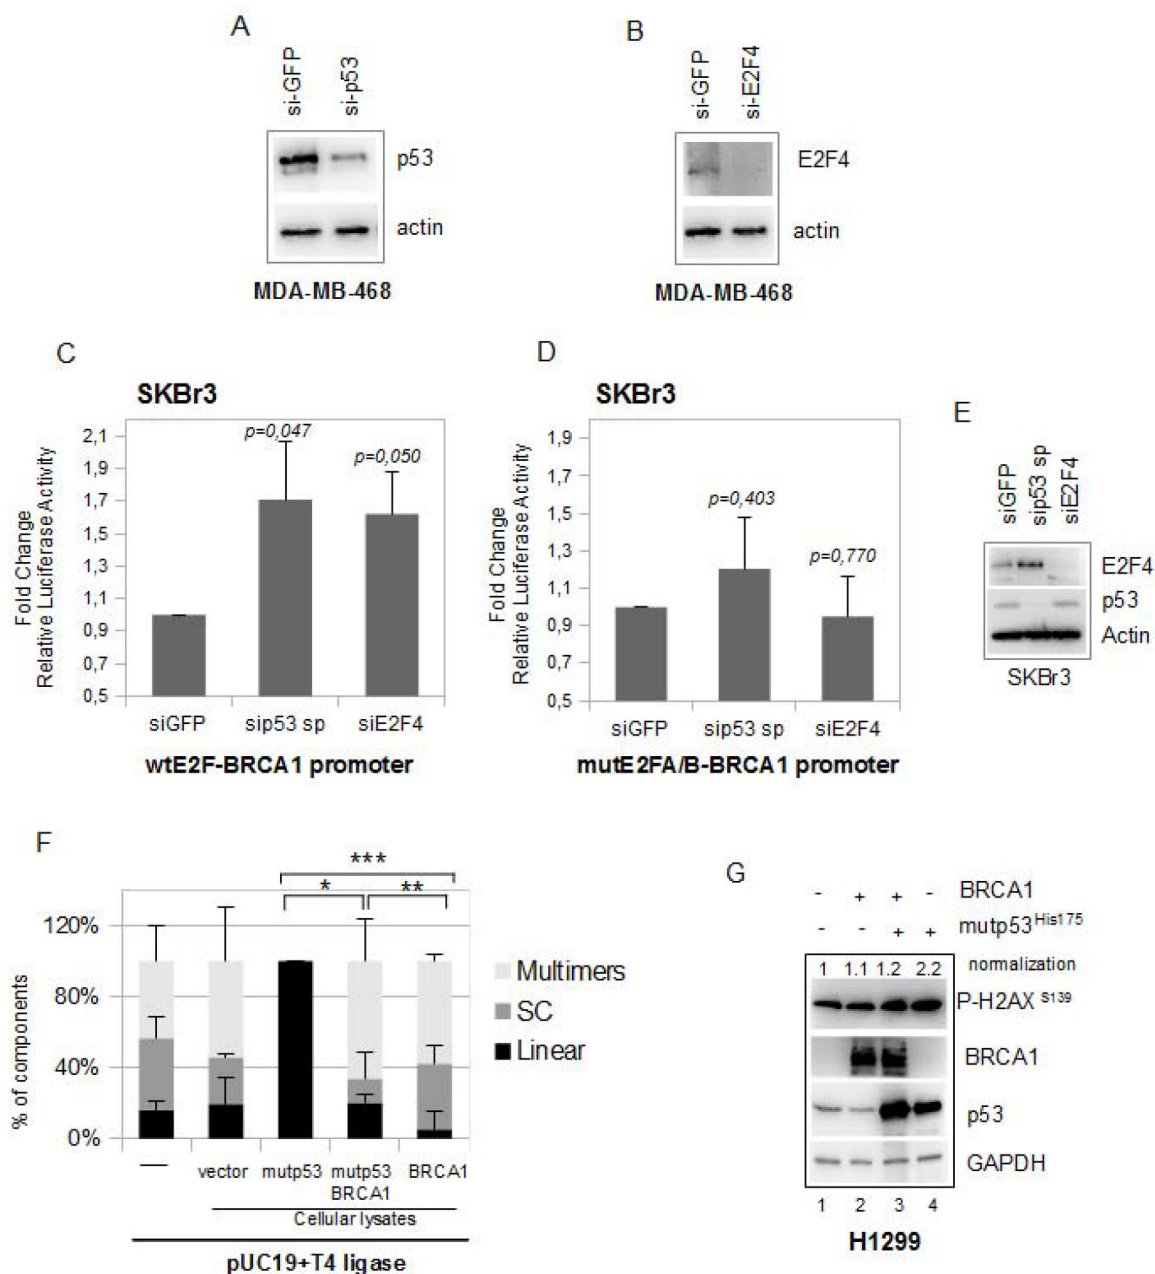 A
si-GFP
si-p53
p53
actin
MDA-MB-468
B
si-GFP
si-E2F4
E2F4
actin
MDA-MB-468
C
SKBr3
Fold Change
Relative Luciferase Activity
2,1
1,9
1,7
1,5
1,3
1,1
0,9
0,7
0,5
p=0,047
p=0,050
siGFP
sip53 sp
siE2F4
wtE2F-BRCA1 promoter
D
SKBr3
Fold Change
Relative Luciferase Activity
1,9
1,7
1,5
1,3
1,1
0,9
0,7
0,5
p=0,403
p=0,770
siGFP
sip53 sp
siE2F4
mutE2FA/B-BRCA1 promoter
E
siGFP
sip53 sp
siE2F4
E2F4
p53
Actin
SKBr3
F
% of components
120%
80%
40%
0%
***
* **
Multimers
SC
Linear
— vector mutp53 mutp53 BRCA1
BRCA1
Cellular lysates
pUC19+T4 ligase
G
- + + - BRCA1
- - + + mutp53His175
1 1.1 1.2 2.2 normalization
P-H2AX S139
BRCA1
p53
GAPDH
1 2 3 4
H1299